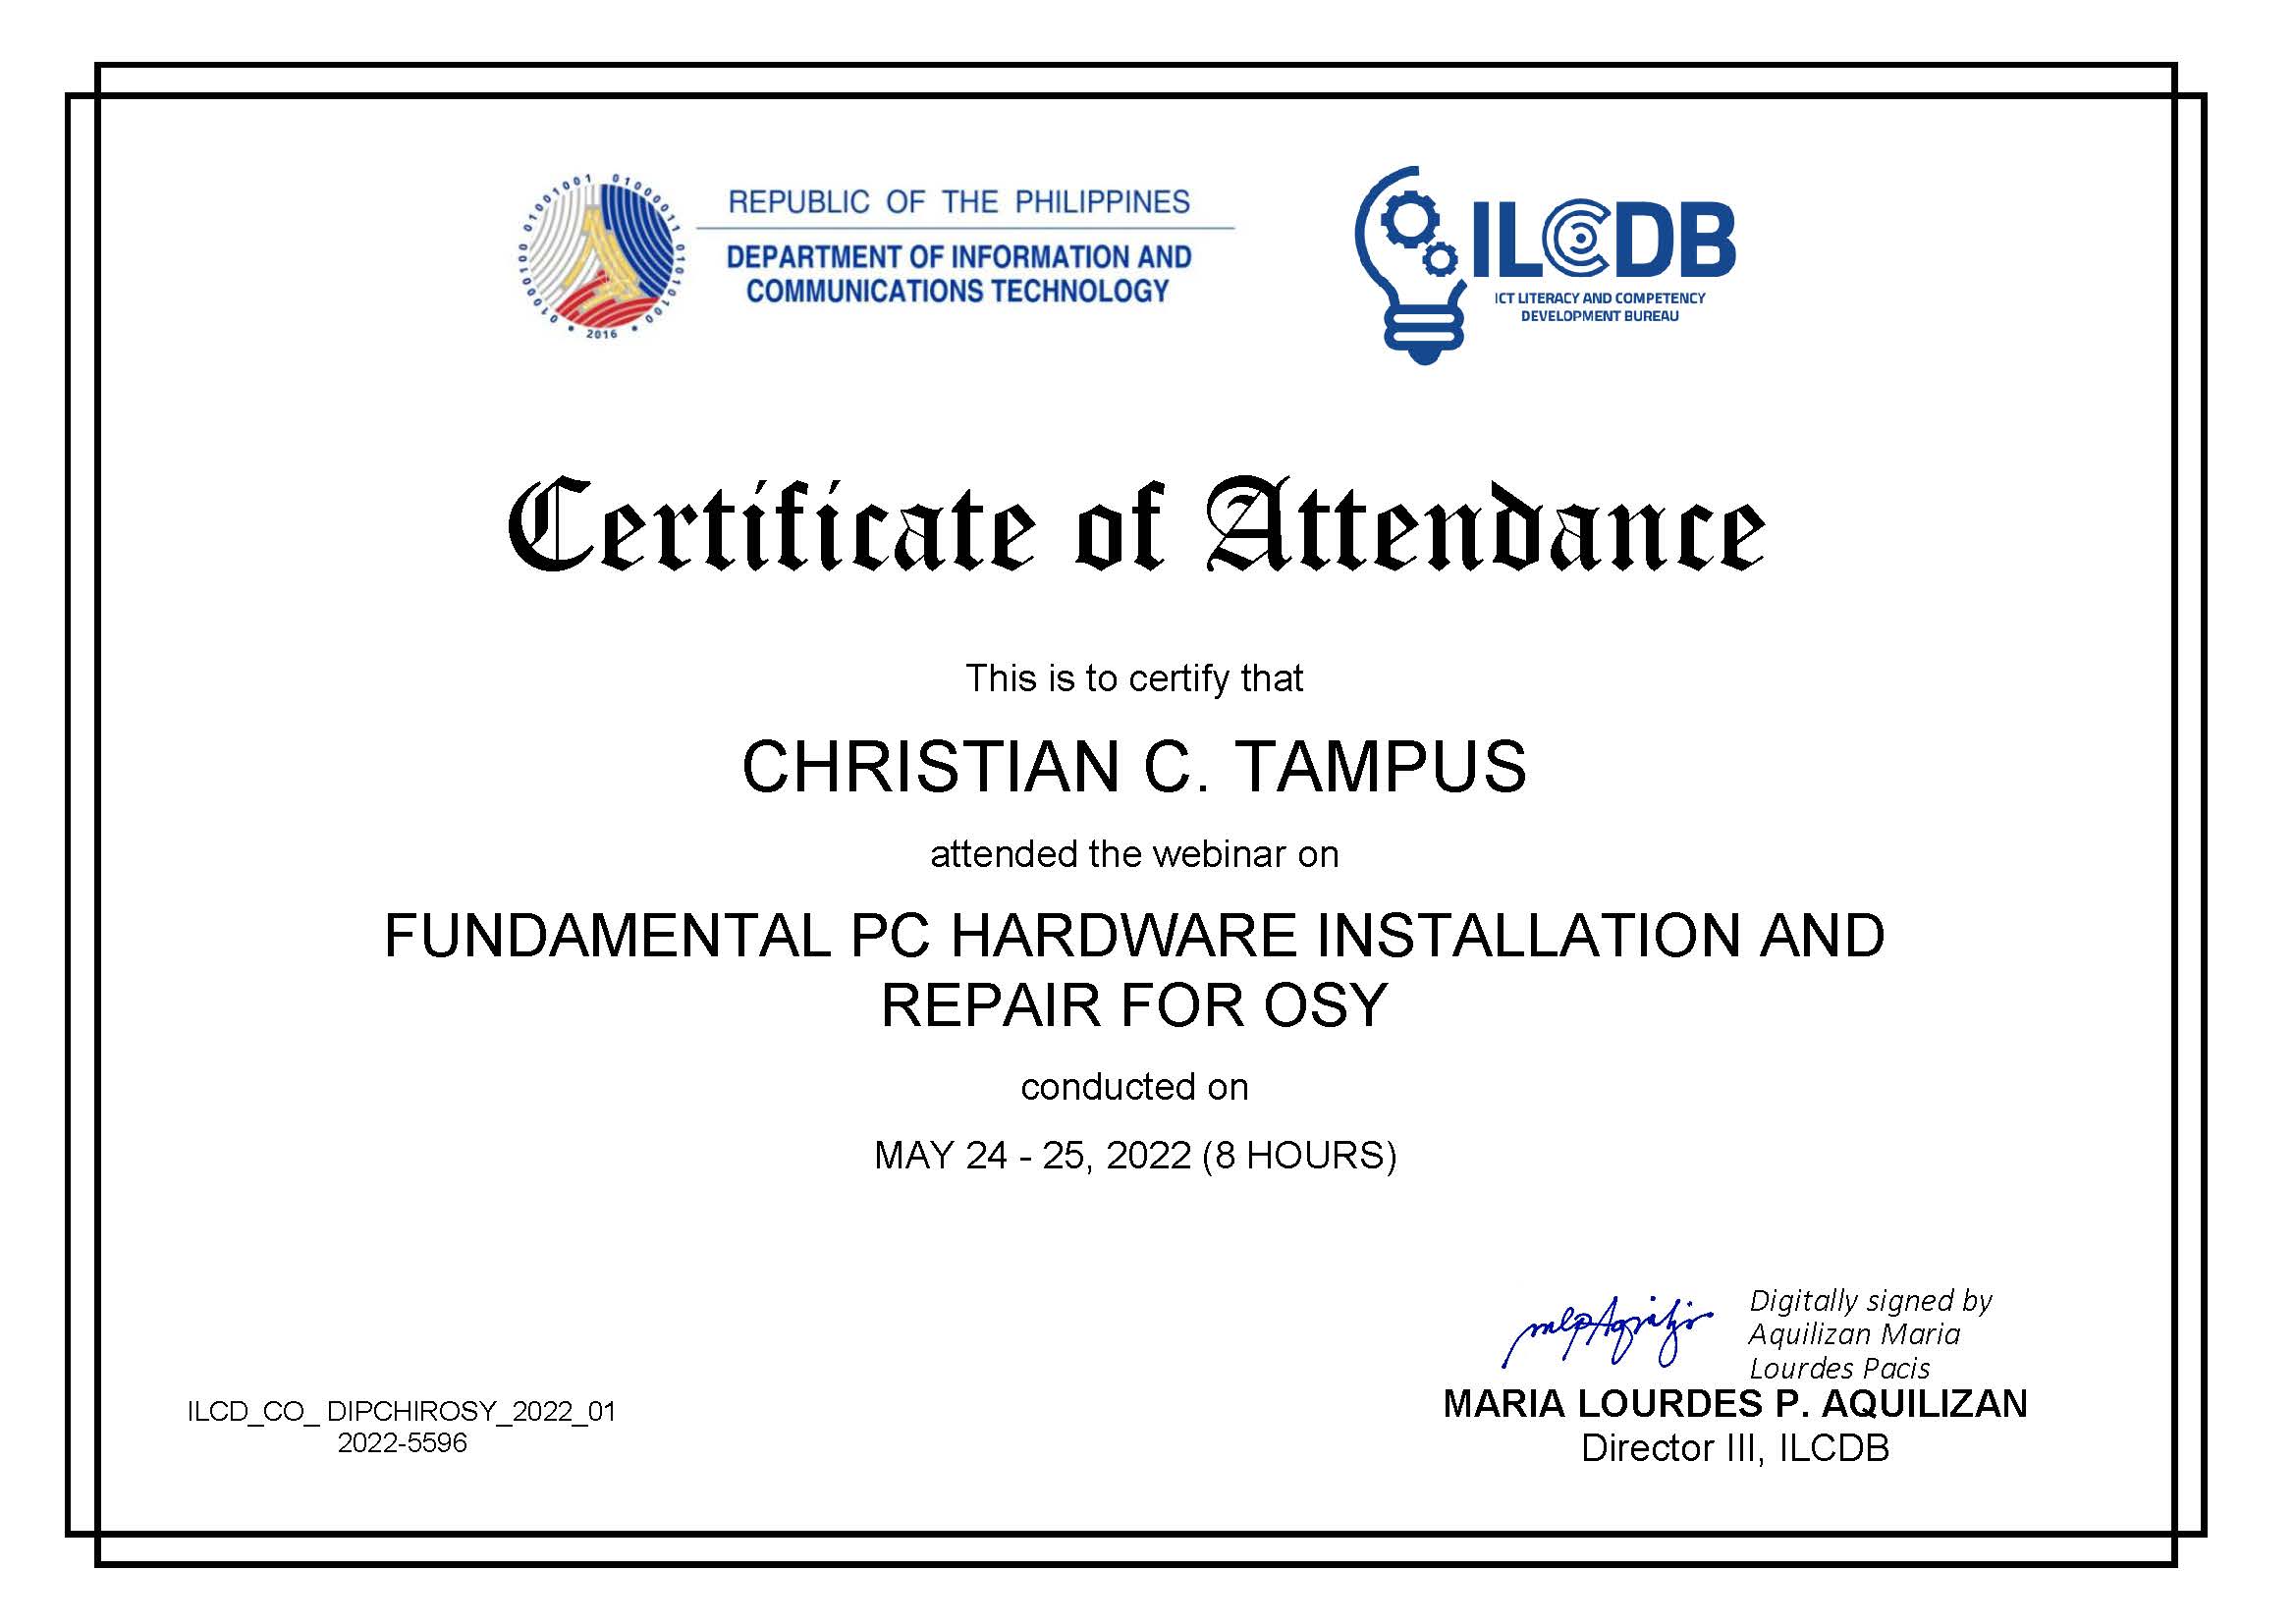 REPUBLIC OF THE PHILIPPINES
DEPARTMENT OF INFORMATION AND
COMMUNICATIONS TECHNOLOGY
2016
ILCDB
ICT LITERACY AND COMPETENCY
DEVELOPMENT BUREAU
Certificate of Attendance
This is to certify that
CHRISTIAN C. TAMPUS
attended the webinar on
FUNDAMENTAL PC HARDWARE INSTALLATION AND
REPAIR FOR OSY
conducted on
MAY 24 - 25, 2022 (8 HOURS)
Digitally signed by
Aquilizan Maria
Lourdes Pacis
MARIA LOURDES P. AQUILIZAN
Director III, ILCDB
ILCD_CO_ DIPCHIROSY_2022_01
2022-5596